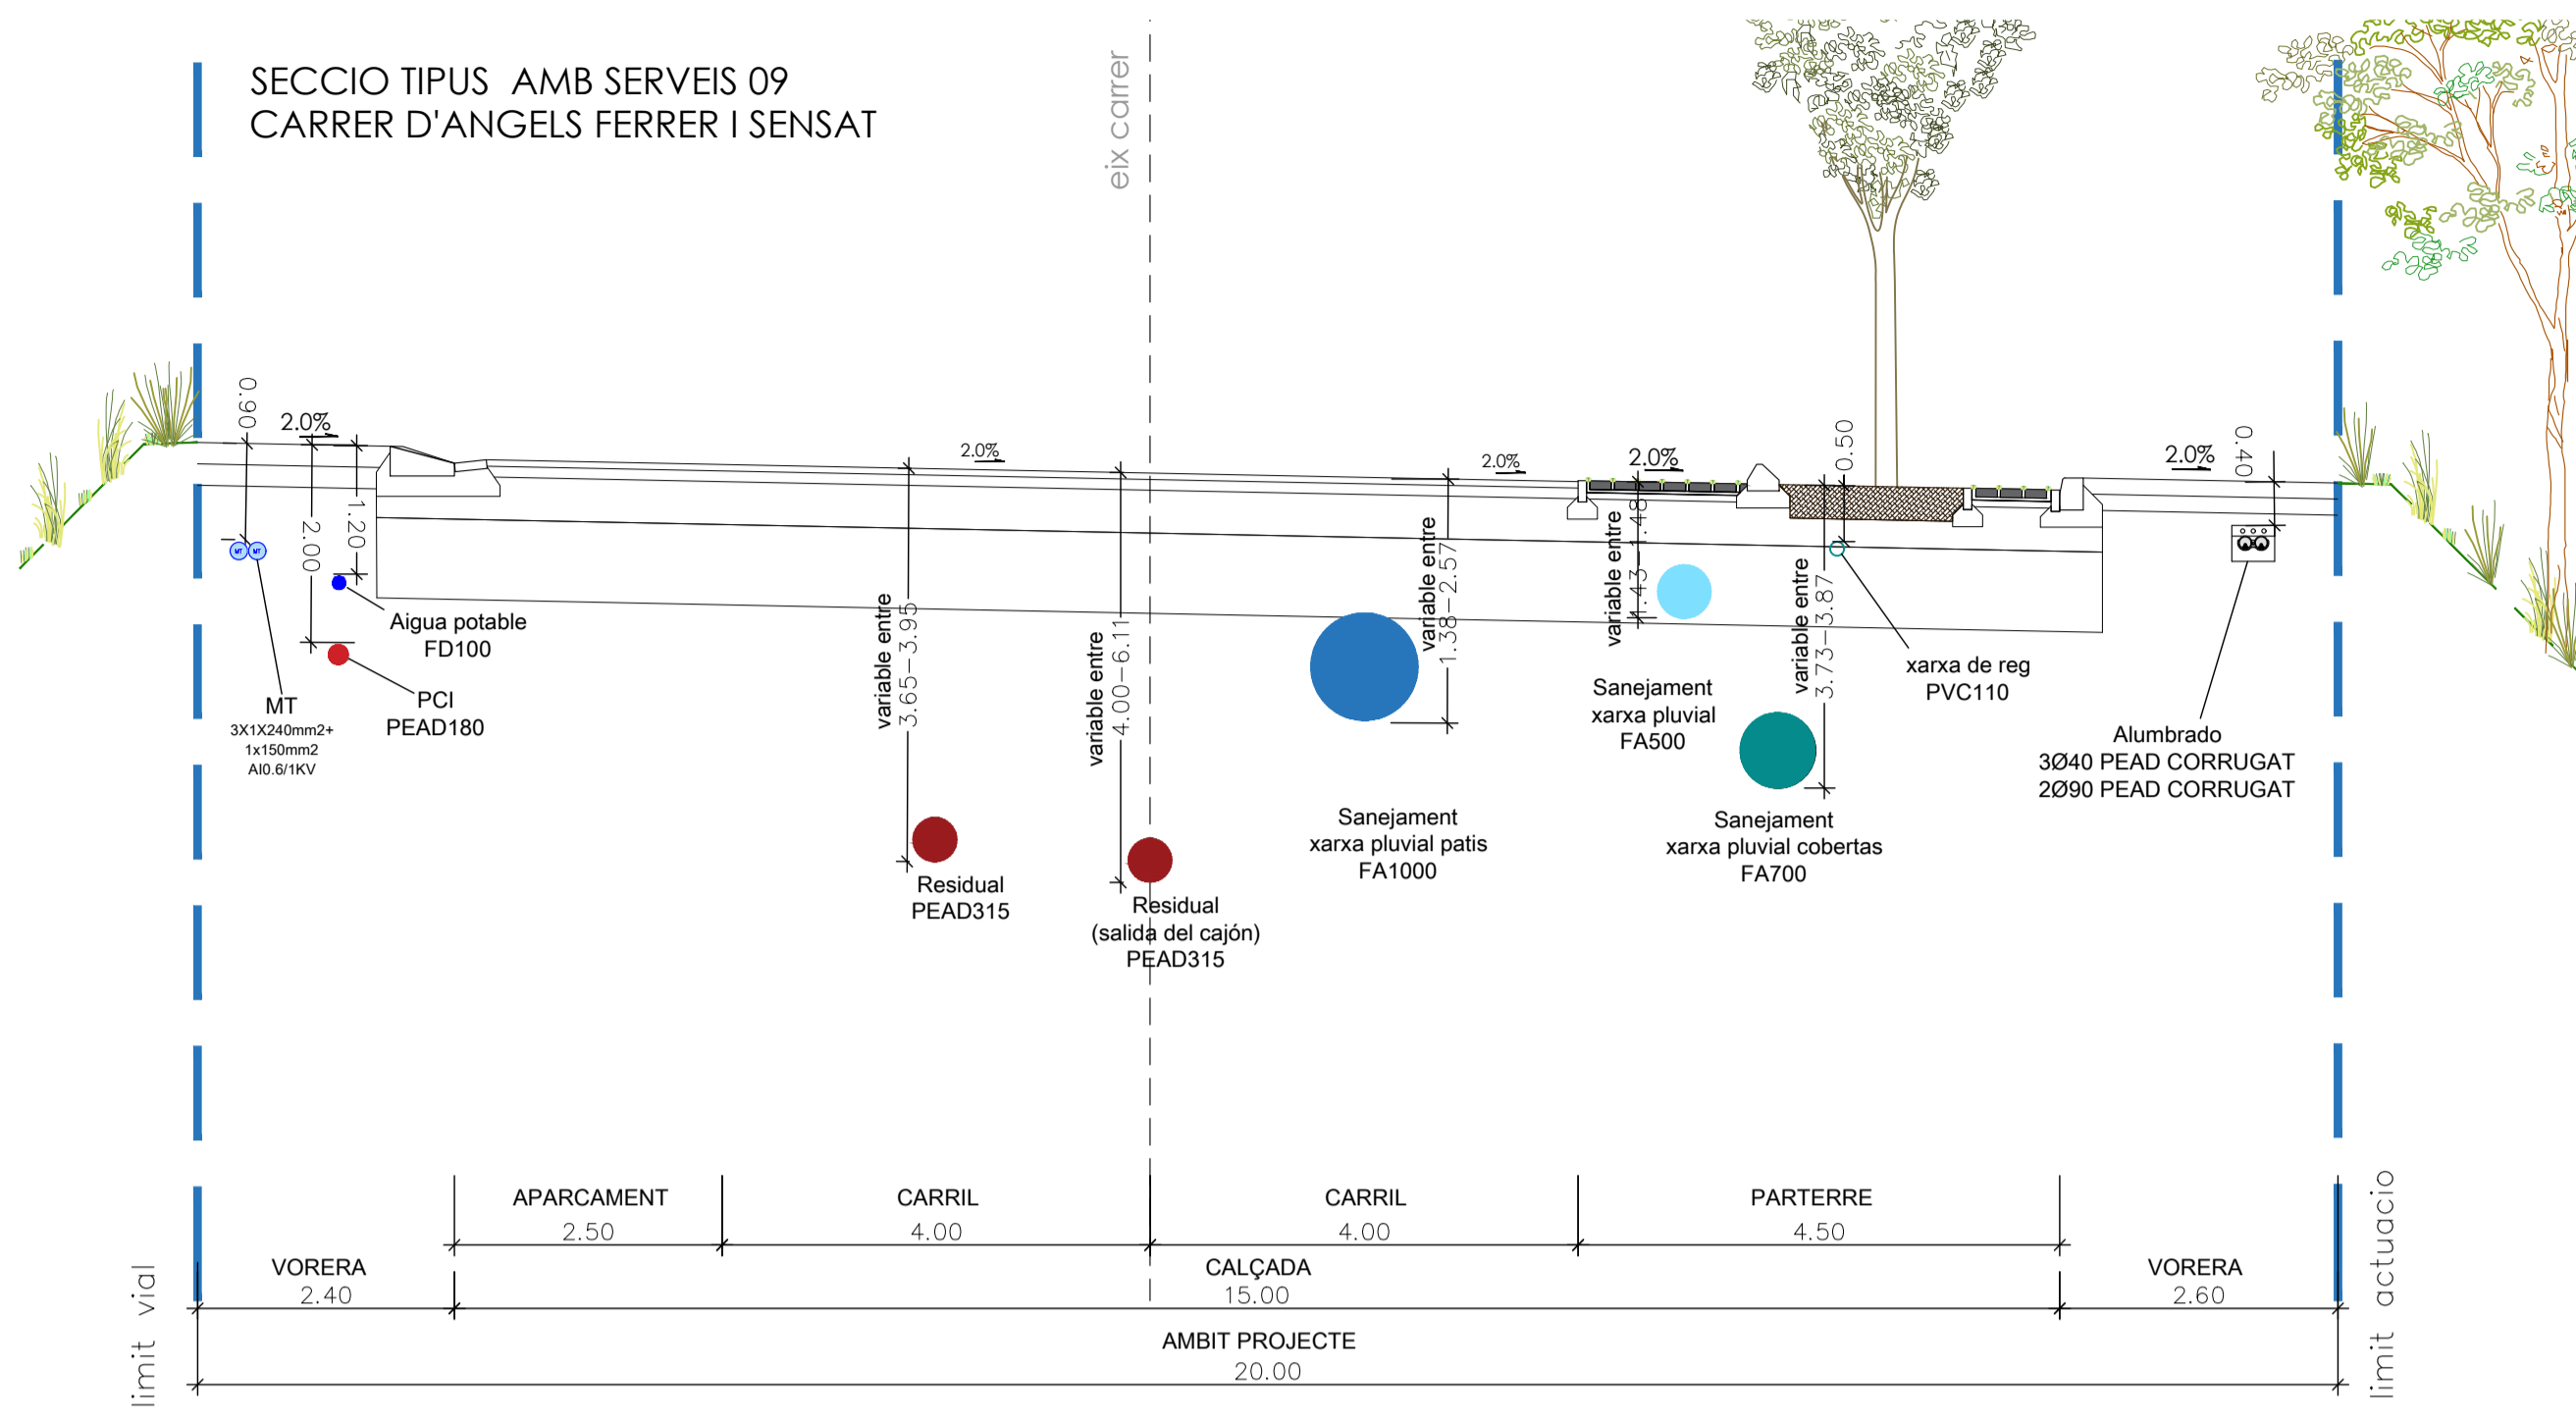 SECCIO TIPUS AMB SERVEIS 09
CARRER D'ANGELS FERRER I SENSAT
eix carrer
0.90
2.0%
2.00
1.20
2.0%
2.0%
2.0%
0.50
2.0%
0.40
MT MT
Aigua potable
FD100
PCI
PEAD180
MT
3X1X240mm2+
1x150mm2
Al0.6/1KV
variable entre
3.65-3.95
variable entre
4.00-6.11
variable entre
1.38-2.57
variable entre
1.43-1.48
variable entre
3.73-3.87
Residual
PEAD315
Residual
(salida del cajón)
PEAD315
Sanejament
xarxa pluvial patis
FA1000
Sanejament
xarxa pluvial
FA500
Sanejament
xarxa pluvial cobertas
FA700
xarxa de reg
PVC110
Alumbrado
3Ø40 PEAD CORRUGAT
2Ø90 PEAD CORRUGAT
APARCAMENT
2.50
CARRIL
4.00
CARRIL
4.00
PARTERRE
4.50
VORERA
2.40
CALÇADA
15.00
VORERA
2.60
AMBIT PROJECTE
20.00
limit vial
limit actuacio